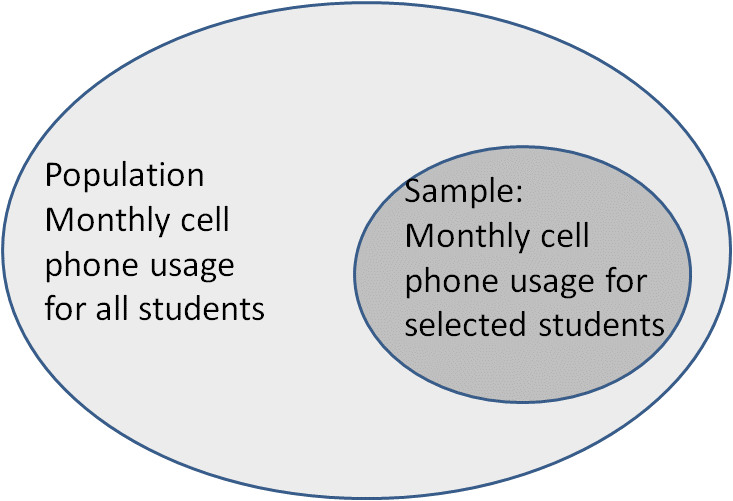 Population
Monthly cell
phone usage
for all students
Sample:
Monthly cell
phone usage for
selected students